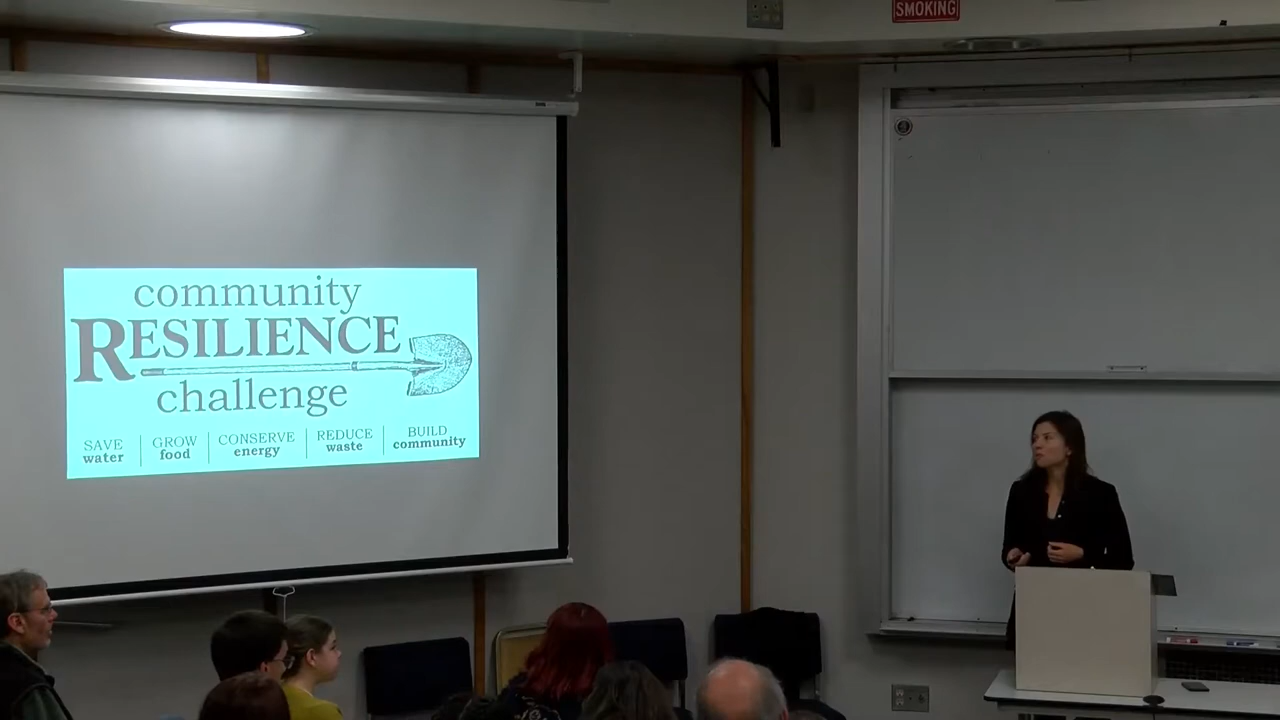 SMOKING
community
RESILIENCE
challenge
SAVE water
GROW food
CONSERVE energy
REDUCE waste
BUILD community